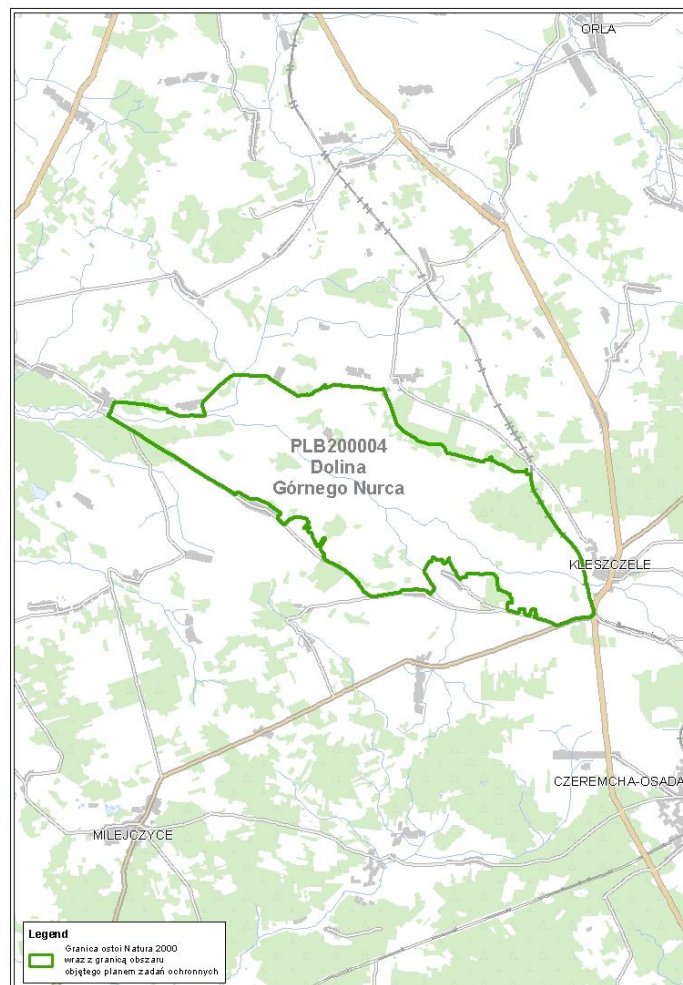 ORLA
PLB200004
Dolina
Górnego Nurca
KLESZCZELE
CZEREMCHA-OSADA
MILEJCZYCE
Legend
Granica ostoi Natura 2000
wraz z granicą obszaru
objętego planem zadań ochronnych